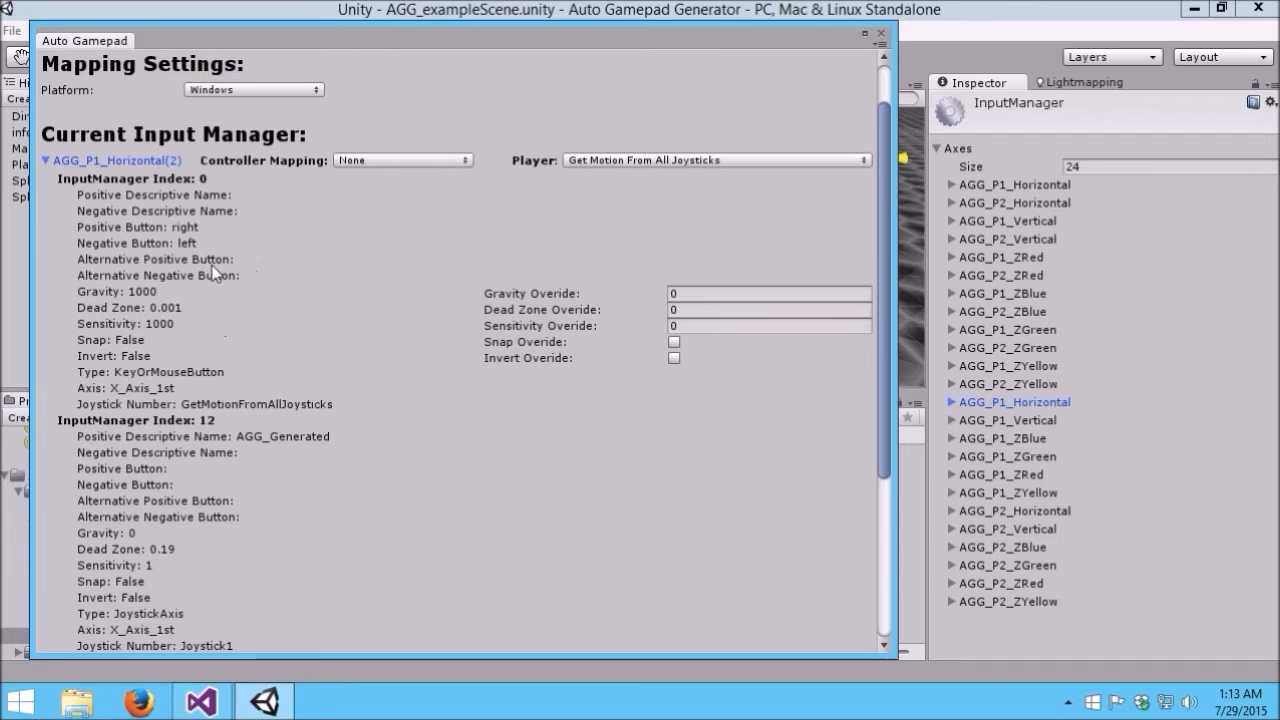 Unity - AGG_exampleScene.unity - Auto Gamepad Generator - PC, Mac & Linux Standalone
File
Auto Gamepad
Mapping Settings:
Platform: Windows
Current Input Manager:
AGG_P1_Horizontal(2) Controller Mapping: None Player: Get Motion From All Joysticks
InputManager Index: 0
Positive Descriptive Name:
Negative Descriptive Name:
Positive Button: right
Negative Button: left
Alternative Positive Button:
Alternative Negative Button:
Gravity: 1000
Dead Zone: 0.001
Sensitivity: 1000
Snap: False
Invert: False
Type: KeyOrMouseButton
Axis: X_Axis_1st
Joystick Number: GetMotionFromAllJoysticks
Gravity Overide: 0
Dead Zone Overide: 0
Sensitivity Overide: 0
Snap Overide:
Invert Overide:
InputManager Index: 12
Positive Descriptive Name: AGG_Generated
Negative Descriptive Name:
Positive Button:
Negative Button:
Alternative Positive Button:
Alternative Negative Button:
Gravity: 0
Dead Zone: 0.19
Sensitivity: 1
Snap: False
Invert: False
Type: JoystickAxis
Axis: X_Axis_1st
Joystick Number: Joystick1
Layers Layout
Inspector Lightmapping
InputManager
Axes
Size 24
AGG_P1_Horizontal
AGG_P2_Horizontal
AGG_P1_Vertical
AGG_P2_Vertical
AGG_P1_ZRed
AGG_P2_ZRed
AGG_P1_ZBlue
AGG_P2_ZBlue
AGG_P1_ZGreen
AGG_P2_ZGreen
AGG_P1_ZYellow
AGG_P2_ZYellow
AGG_P1_Horizontal
AGG_P1_Vertical
AGG_P1_ZBlue
AGG_P1_ZGreen
AGG_P1_ZRed
AGG_P1_ZYellow
AGG_P2_Horizontal
AGG_P2_Vertical
AGG_P2_ZBlue
AGG_P2_ZGreen
AGG_P2_ZRed
AGG_P2_ZYellow
1:13 AM
7/29/2015